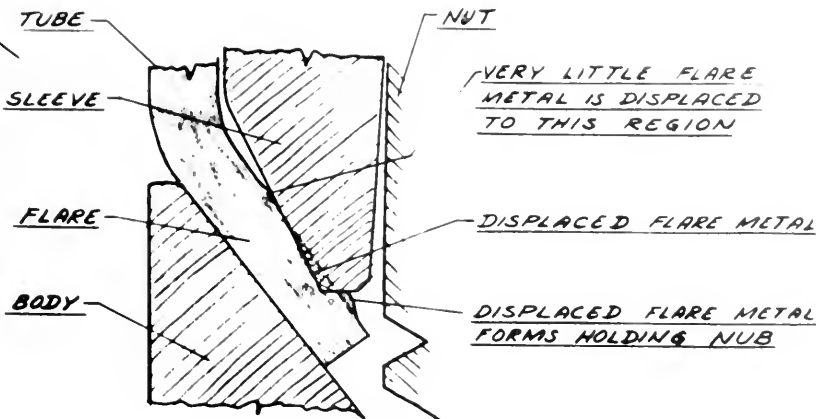 TUBE
NUT
SLEEVE
VERY LITTLE FLARE
METAL IS DISPLACED
TO THIS REGION
FLARE
DISPLACED FLARE METAL
BODY
DISPLACED FLARE METAL
FORMS HOLDING NUB